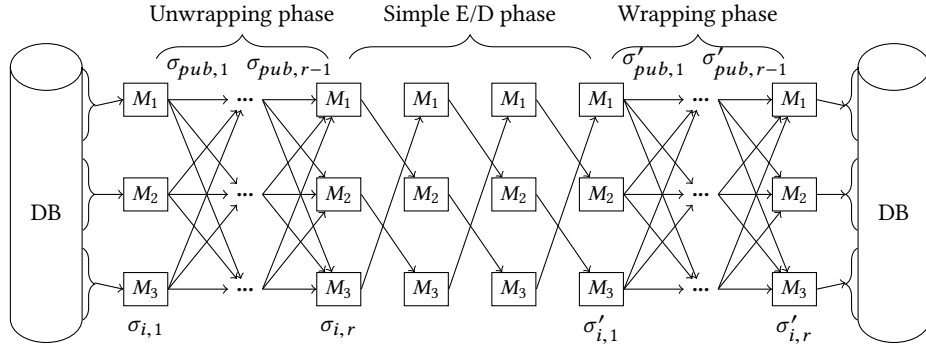 Unwrapping phase Simple E/D phase Wrapping phase
σpub,1 σpub,r−1 σ′pub,1 σ′pub,r−1
M1 ... M1 M1 M1 M1 ... M1
DB M2 ... M2 M2 M2 M2 ... M2 DB
M3 ... M3 M3 M3 M3 ... M3
σi,1 σi,r σ′i,1 σ′i,r